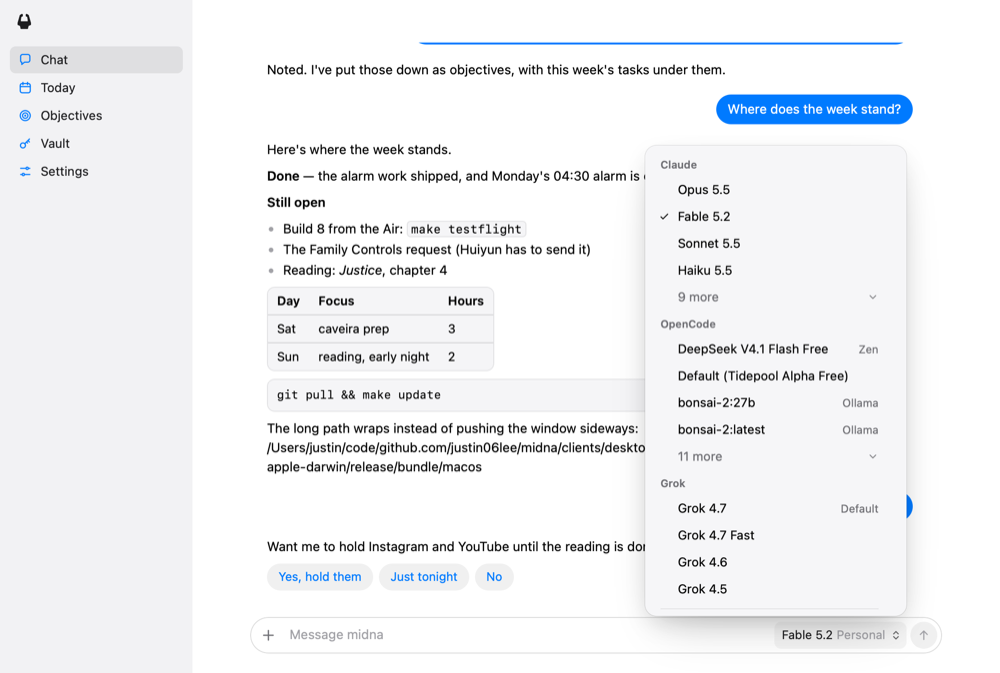 Chat
Today
Objectives
Vault
Settings
Noted. I've put those down as objectives, with this week's tasks under them.
Where does the week stand?
Here's where the week stands.
Done — the alarm work shipped, and Monday's 04:30 alarm is
Still open
Build 8 from the Air: make testflight
The Family Controls request (Huiyun has to send it)
Reading: Justice, chapter 4
Day Focus Hours
Sat caveira prep 3
Sun reading, early night 2
git pull && make update
The long path wraps instead of pushing the window sideways:
/Users/justin/code/github.com/justin06lee/midna/clients/deskto
apple-darwin/release/bundle/macos
Want me to hold Instagram and YouTube until the reading is
Yes, hold them
Just tonight
No
Claude
Opus 5.5
Fable 5.2
Sonnet 5.5
Haiku 5.5
9 more
OpenCode
DeepSeek V4.1 Flash Free Zen
Default (Tidepool Alpha Free)
bonsai-2:27b Ollama
bonsai-2:latest Ollama
11 more
Grok
Grok 4.7 Default
Grok 4.7 Fast
Grok 4.6
Grok 4.5
Message midna
Fable 5.2 Personal